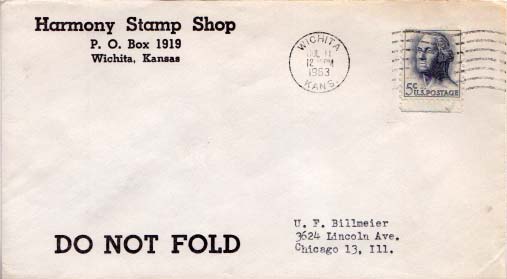 Harmony Stamp Shop
P. O. Box 1919
Wichita, Kansas
WICHITA
JUL 11
12 PM
1963
KANS.
5c
U.S. POSTAGE
DO NOT FOLD
U. F. Billmeier
3624 Lincoln Ave.
Chicago 13, Ill.